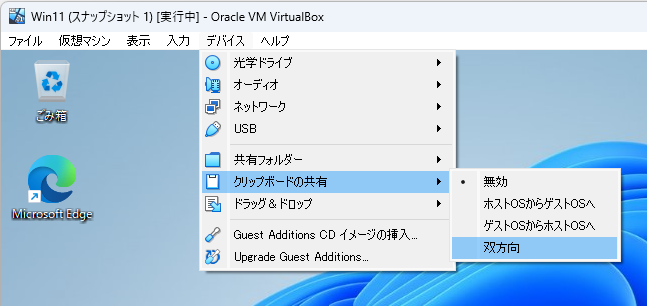 Win11 (スナップショット 1) [実行中] - Oracle VM VirtualBox
ファイル 仮想マシン 表示 入力 デバイス ヘルプ
ごみ箱
Microsoft Edge
光学ドライブ
オーディオ
ネットワーク
USB
共有フォルダー
クリップボードの共有
ドラッグ＆ドロップ
Guest Additions CD イメージの挿入...
Upgrade Guest Additions...
無効
ホストOSからゲストOSへ
ゲストOSからホストOSへ
双方向